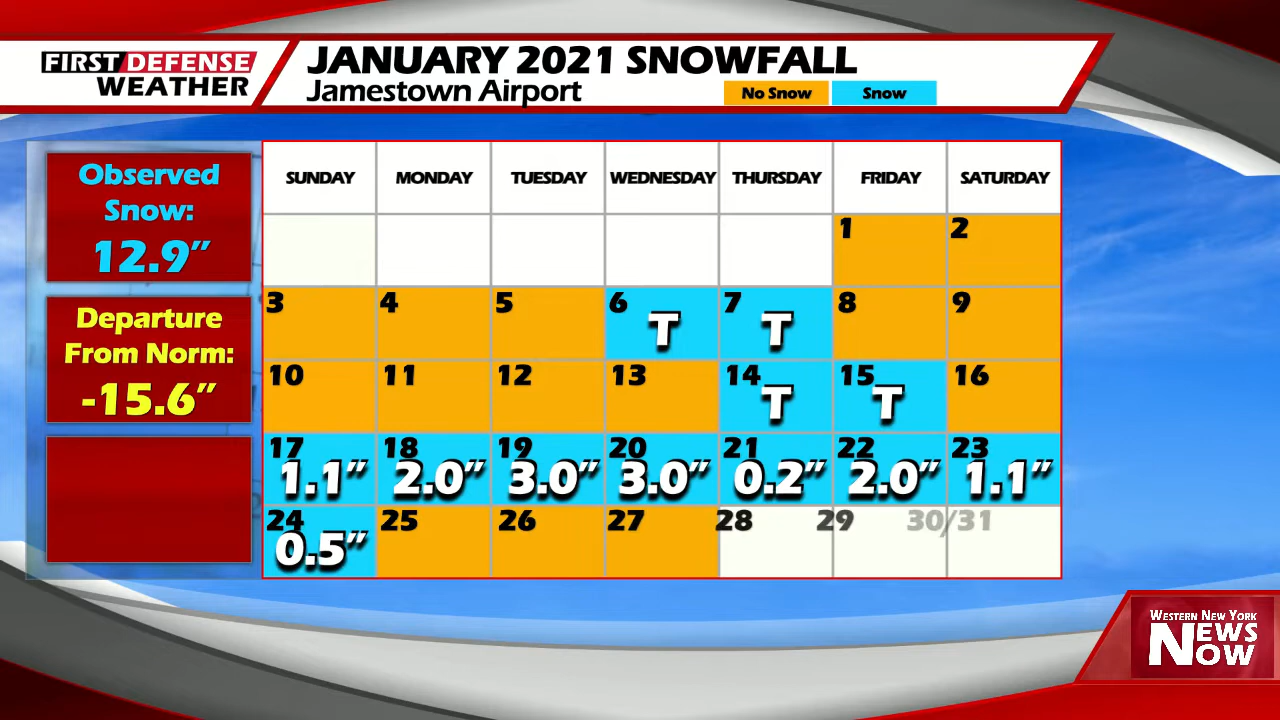 FIRST DEFENSE
WEATHER
JANUARY 2021 SNOWFALL
Jamestown Airport
No Snow
Snow
Observed
Snow:
12.9”
Departure
From Norm:
-15.6”
SUNDAY MONDAY TUESDAY WEDNESDAY THURSDAY FRIDAY SATURDAY
1 2
3 4 5 6 7 8 9
T T
10 11 12 13 14 15 16
T T
17 18 19 20 21 22 23
1.1” 2.0” 3.0” 3.0” 0.2” 2.0” 1.1”
24 25 26 27 28 29 30/31
0.5”
WESTERN NEW YORK
NEWS
NOW